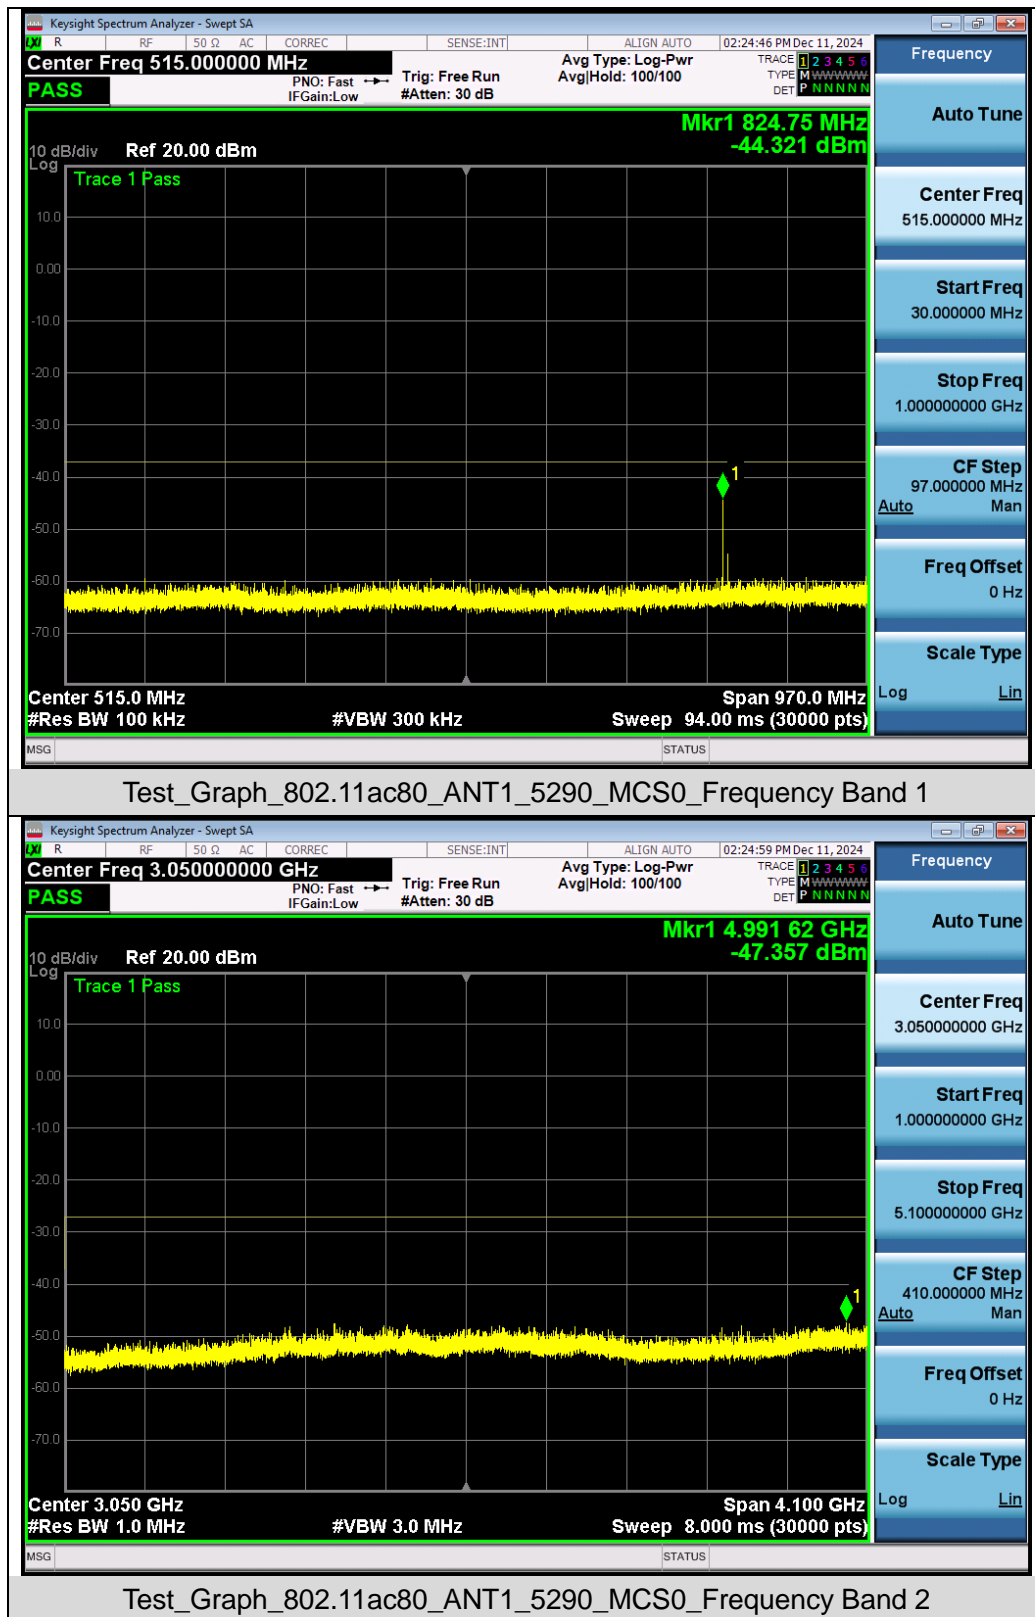 Keysight Spectrum Analyzer - Swept SA
LXI R RF 50 Ω AC CORREC SENSE:INT ALIGN AUTO 02:24:46 PM Dec 11, 2024
Center Freq 515.000000 MHz
PASS
PNO: Fast
IFGain:Low
Trig: Free Run
#Atten: 30 dB
Avg Type: Log-Pwr
Avg|Hold: 100/100
TRACE 1 2 3 4 5 6
TYPE M WWWWW
DET P N N N N N
Mkr1 824.75 MHz
-44.321 dBm
10 dB/div Ref 20.00 dBm
Log
Trace 1 Pass
10.0
0.00
-10.0
-20.0
-30.0
-40.0
1
-50.0
-60.0
-70.0
Center 515.0 MHz Span 970.0 MHz
#Res BW 100 kHz #VBW 300 kHz Sweep 94.00 ms (30000 pts)
MSG STATUS
Frequency
Auto Tune
Center Freq
515.000000 MHz
Start Freq
30.000000 MHz
Stop Freq
1.000000000 GHz
CF Step
97.000000 MHz
Auto Man
Freq Offset
0 Hz
Scale Type
Log Lin
Test_Graph_802.11ac80_ANT1_5290_MCS0_Frequency Band 1
Keysight Spectrum Analyzer - Swept SA
LXI R RF 50 Ω AC CORREC SENSE:INT ALIGN AUTO 02:24:59 PM Dec 11, 2024
Center Freq 3.050000000 GHz
PASS
PNO: Fast
IFGain:Low
Trig: Free Run
#Atten: 30 dB
Avg Type: Log-Pwr
Avg|Hold: 100/100
TRACE 1 2 3 4 5 6
TYPE M WWWWW
DET P N N N N N
Mkr1 4.991 62 GHz
-47.357 dBm
10 dB/div Ref 20.00 dBm
Log
Trace 1 Pass
10.0
0.00
-10.0
-20.0
-30.0
-40.0
1
-50.0
-60.0
-70.0
Center 3.050 GHz Span 4.100 GHz
#Res BW 1.0 MHz #VBW 3.0 MHz Sweep 8.000 ms (30000 pts)
MSG STATUS
Frequency
Auto Tune
Center Freq
3.050000000 GHz
Start Freq
1.000000000 GHz
Stop Freq
5.100000000 GHz
CF Step
410.000000 MHz
Auto Man
Freq Offset
0 Hz
Scale Type
Log Lin
Test_Graph_802.11ac80_ANT1_5290_MCS0_Frequency Band 2